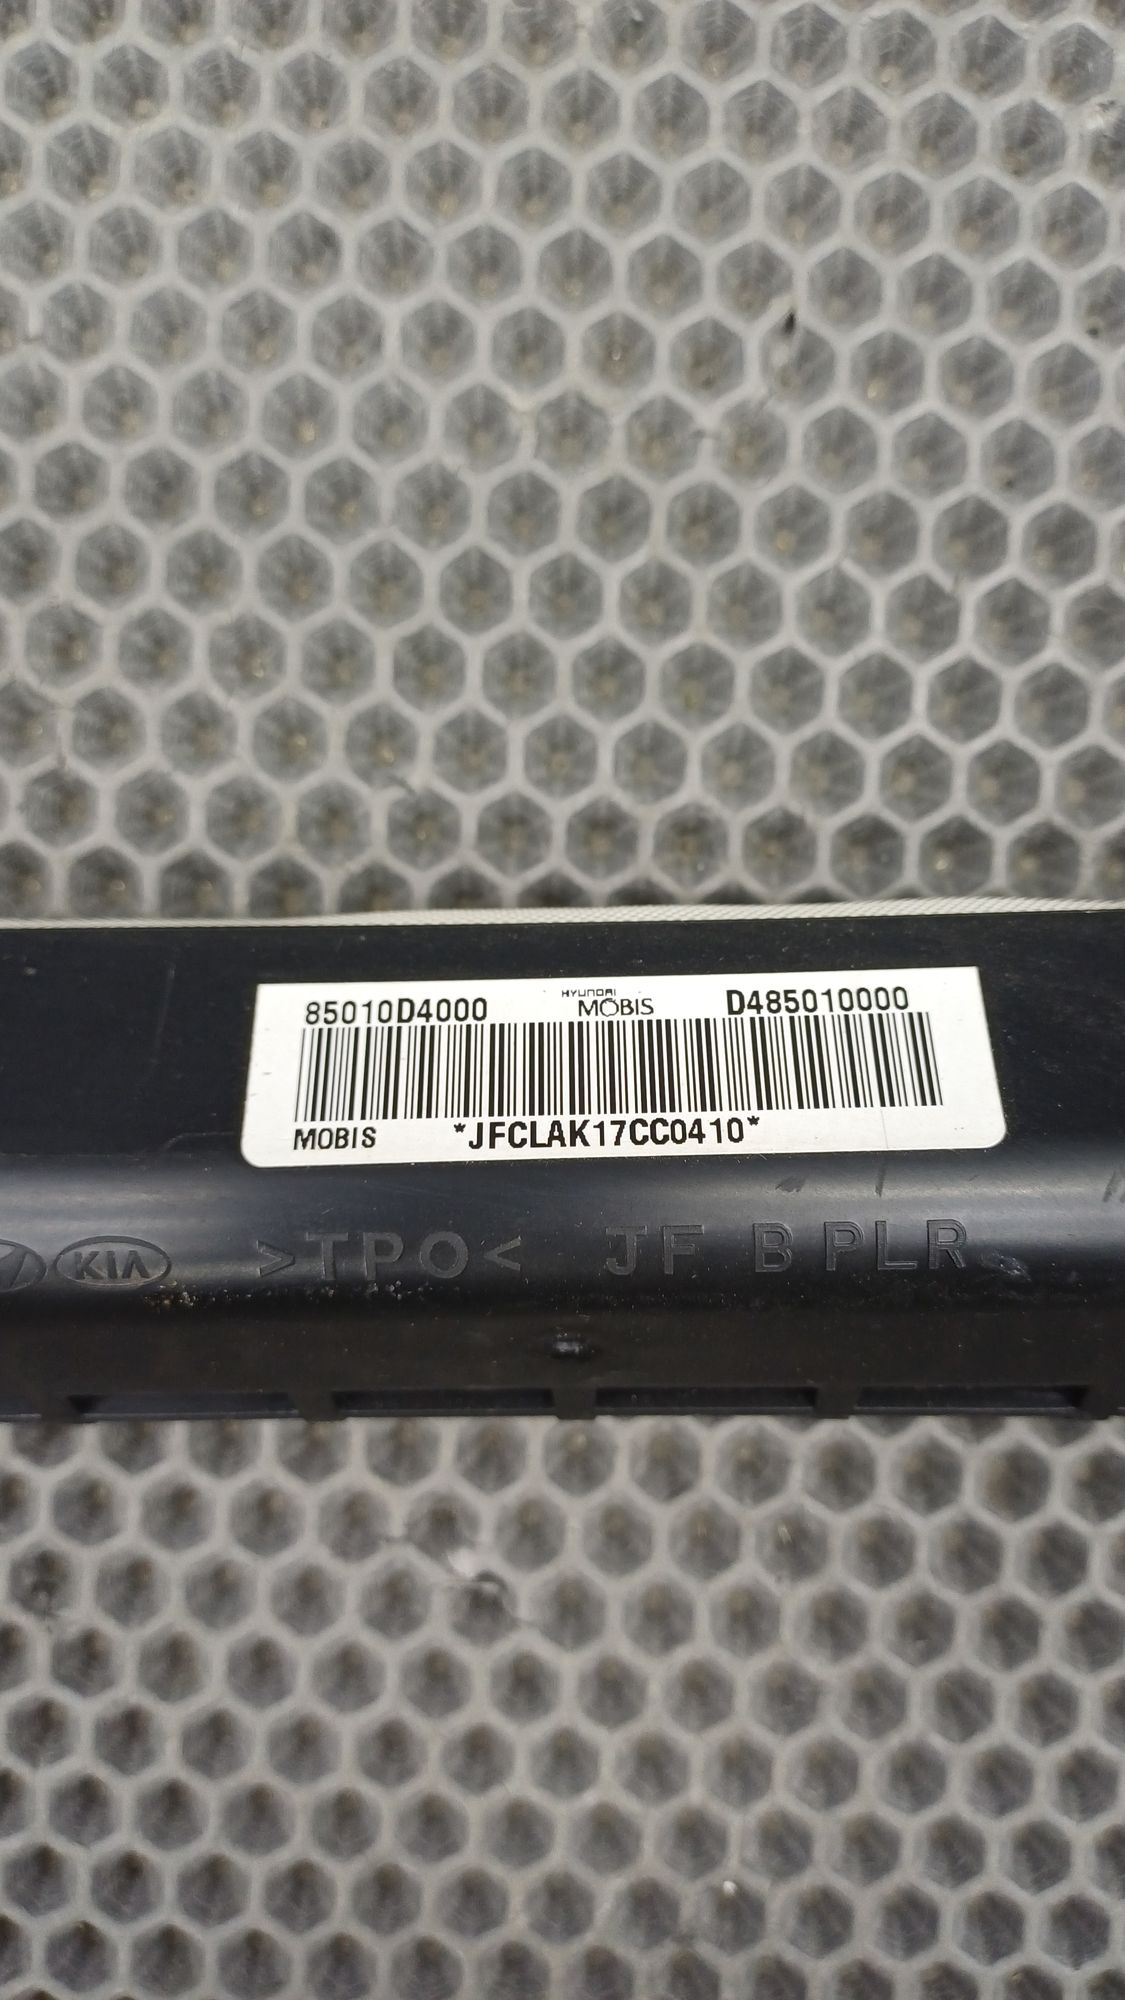 85010D4000 HYUNDAI MOBIS D485010000
MOBIS *JFCLAK17CC0410*
KIA >TPO< JF B PLR